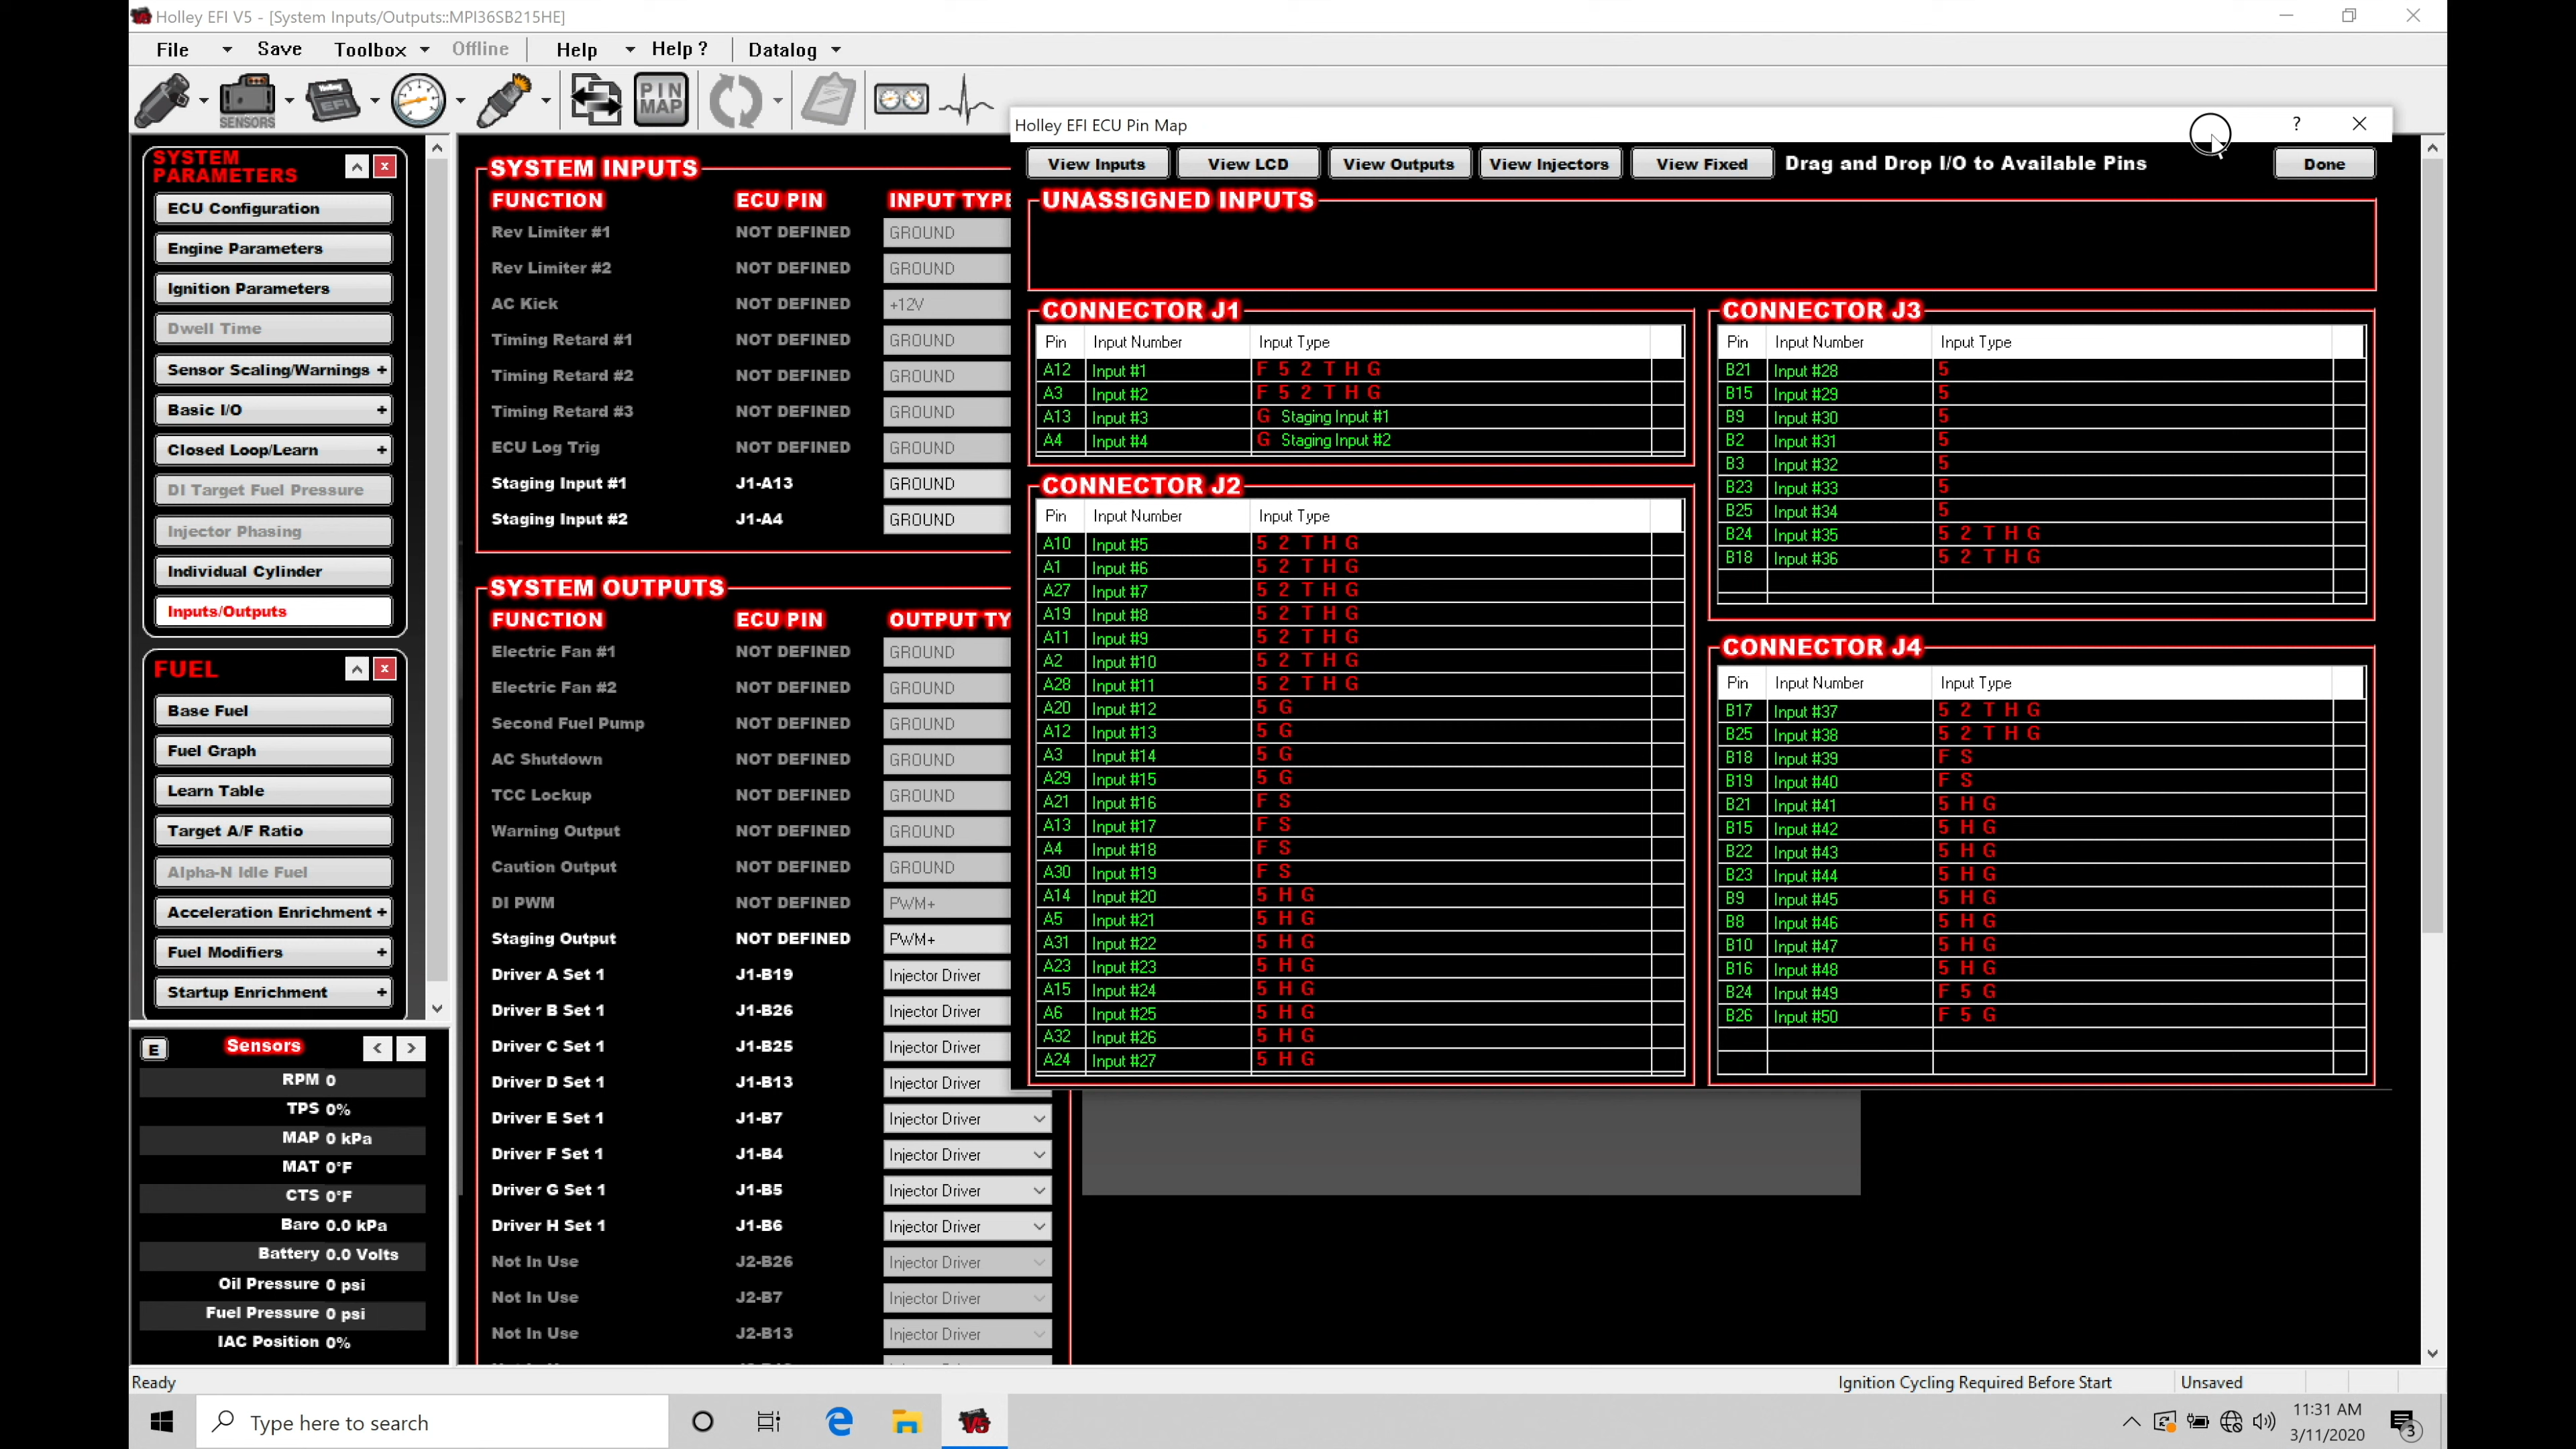 Holley EFI V5 - [System Inputs/Outputs::MPI36SB215HE]
File Save Toolbox Offline Help Help ? Datalog
SENSORS
Holley EFI
PIN MAP
SYSTEM PARAMETERS
ECU Configuration
Engine Parameters
Ignition Parameters
Dwell Time
Sensor Scaling/Warnings +
Basic I/O +
Closed Loop/Learn +
DI Target Fuel Pressure
Injector Phasing
Individual Cylinder
Inputs/Outputs
FUEL
Base Fuel
Fuel Graph
Learn Table
Target A/F Ratio
Alpha-N Idle Fuel
Acceleration Enrichment +
Fuel Modifiers +
Startup Enrichment +
E Sensors < >
RPM 0
TPS 0%
MAP 0 kPa
MAT 0°F
CTS 0°F
Baro 0.0 kPa
Battery 0.0 Volts
Oil Pressure 0 psi
Fuel Pressure 0 psi
IAC Position 0%
SYSTEM INPUTS
FUNCTION ECU PIN INPUT TYPE
Rev Limiter #1 NOT DEFINED GROUND
Rev Limiter #2 NOT DEFINED GROUND
AC Kick NOT DEFINED +12V
Timing Retard #1 NOT DEFINED GROUND
Timing Retard #2 NOT DEFINED GROUND
Timing Retard #3 NOT DEFINED GROUND
ECU Log Trig NOT DEFINED GROUND
Staging Input #1 J1-A13 GROUND
Staging Input #2 J1-A4 GROUND
SYSTEM OUTPUTS
FUNCTION ECU PIN OUTPUT TY
Electric Fan #1 NOT DEFINED GROUND
Electric Fan #2 NOT DEFINED GROUND
Second Fuel Pump NOT DEFINED GROUND
AC Shutdown NOT DEFINED GROUND
TCC Lockup NOT DEFINED GROUND
Warning Output NOT DEFINED GROUND
Caution Output NOT DEFINED GROUND
DI PWM NOT DEFINED PWM+
Staging Output NOT DEFINED PWM+
Driver A Set 1 J1-B19 Injector Driver
Driver B Set 1 J1-B26 Injector Driver
Driver C Set 1 J1-B25 Injector Driver
Driver D Set 1 J1-B13 Injector Driver
Driver E Set 1 J1-B7 Injector Driver
Driver F Set 1 J1-B4 Injector Driver
Driver G Set 1 J1-B5 Injector Driver
Driver H Set 1 J1-B6 Injector Driver
Not In Use J2-B26 Injector Driver
Not In Use J2-B7 Injector Driver
Not In Use J2-B13 Injector Driver
Holley EFI ECU Pin Map ?
View Inputs View LCD View Outputs View Injectors View Fixed Drag and Drop I/O to Available Pins Done
UNASSIGNED INPUTS
CONNECTOR J1
Pin Input Number Input Type
A12 Input #1 F 5 2 T H G
A3 Input #2 F 5 2 T H G
A13 Input #3 G Staging Input #1
A4 Input #4 G Staging Input #2
CONNECTOR J2
Pin Input Number Input Type
A10 Input #5 5 2 T H G
A1 Input #6 5 2 T H G
A27 Input #7 5 2 T H G
A19 Input #8 5 2 T H G
A11 Input #9 5 2 T H G
A2 Input #10 5 2 T H G
A28 Input #11 5 2 T H G
A20 Input #12 5 G
A12 Input #13 5 G
A3 Input #14 5 G
A29 Input #15 5 G
A21 Input #16 F S
A13 Input #17 F S
A4 Input #18 F S
A30 Input #19 F S
A14 Input #20 5 H G
A5 Input #21 5 H G
A31 Input #22 5 H G
A23 Input #23 5 H G
A15 Input #24 5 H G
A6 Input #25 5 H G
A32 Input #26 5 H G
A24 Input #27 5 H G
CONNECTOR J3
Pin Input Number Input Type
B21 Input #28 5
B15 Input #29 5
B9 Input #30 5
B2 Input #31 5
B3 Input #32 5
B23 Input #33 5
B25 Input #34 5
B24 Input #35 5 2 T H G
B18 Input #36 5 2 T H G
CONNECTOR J4
Pin Input Number Input Type
B17 Input #37 5 2 T H G
B25 Input #38 5 2 T H G
B18 Input #39 F S
B19 Input #40 F S
B21 Input #41 5 H G
B15 Input #42 5 H G
B22 Input #43 5 H G
B23 Input #44 5 H G
B9 Input #45 5 H G
B8 Input #46 5 H G
B10 Input #47 5 H G
B16 Input #48 5 H G
B24 Input #49 F 5 G
B26 Input #50 F 5 G
Ready Ignition Cycling Required Before Start Unsaved
Type here to search
V5
11:31 AM
3/11/2020
3